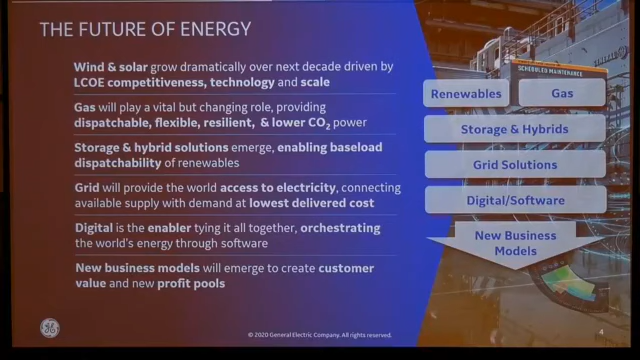 THE FUTURE OF ENERGY
Wind & solar grow dramatically over next decade driven by
LCOE competitiveness, technology and scale
Gas will play a vital but changing role, providing
dispatchable, flexible, resilient, & lower CO2 power
Storage & hybrid solutions emerge, enabling baseload
dispatchability of renewables
Grid will provide the world access to electricity, connecting
available supply with demand at lowest delivered cost
Digital is the enabler tying it all together, orchestrating
the world's energy through software
New business models will emerge to create customer
value and new profit pools
SCHEDULED MAINTENANCE
Renewables
Gas
Storage & Hybrids
Grid Solutions
Digital/Software
New Business
Models
© 2020 General Electric Company. All rights reserved.
4